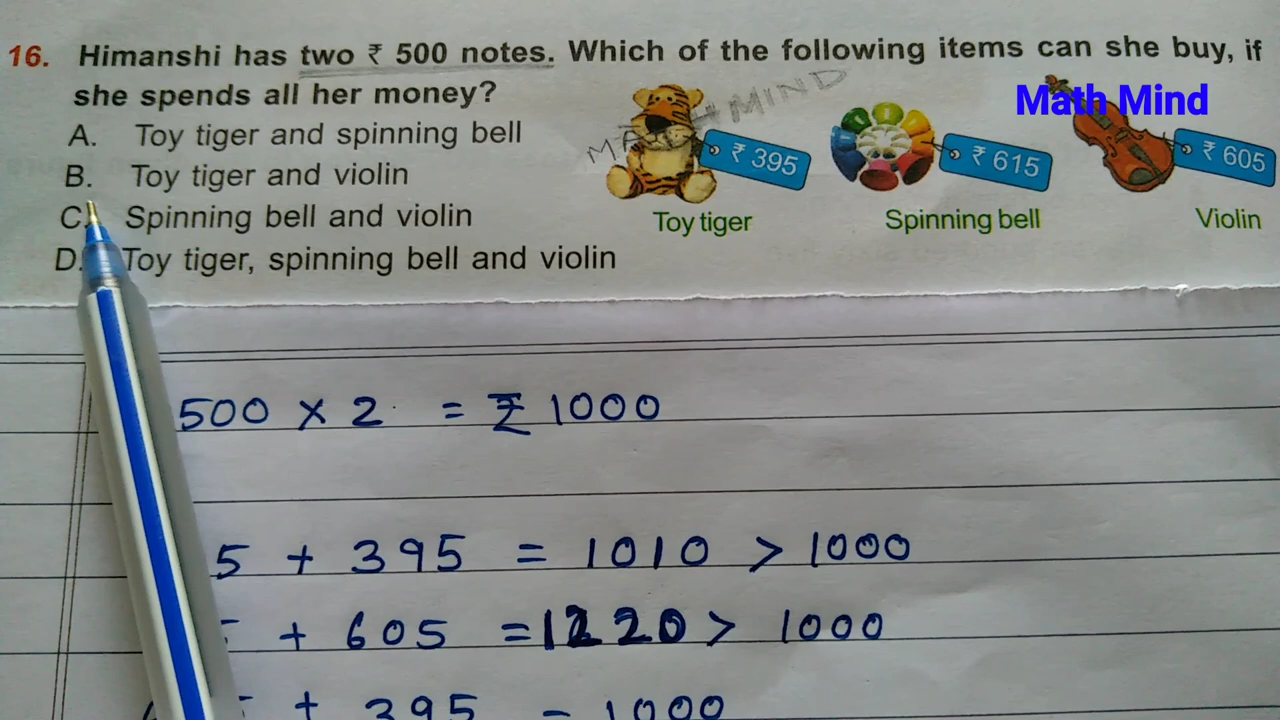 16. Himanshi has two ₹ 500 notes. Which of the following items can she buy, if
she spends all her money?
MATH MIND
Math Mind
A. Toy tiger and spinning bell
B. Toy tiger and violin
C. Spinning bell and violin
D. Toy tiger, spinning bell and violin
₹ 395
₹ 615
₹ 605
Toy tiger
Spinning bell
Violin
500 × 2 = ₹ 1000
5 + 395 = 1010 > 1000
+ 605 = 1220 > 1000
+ 395 = 1000